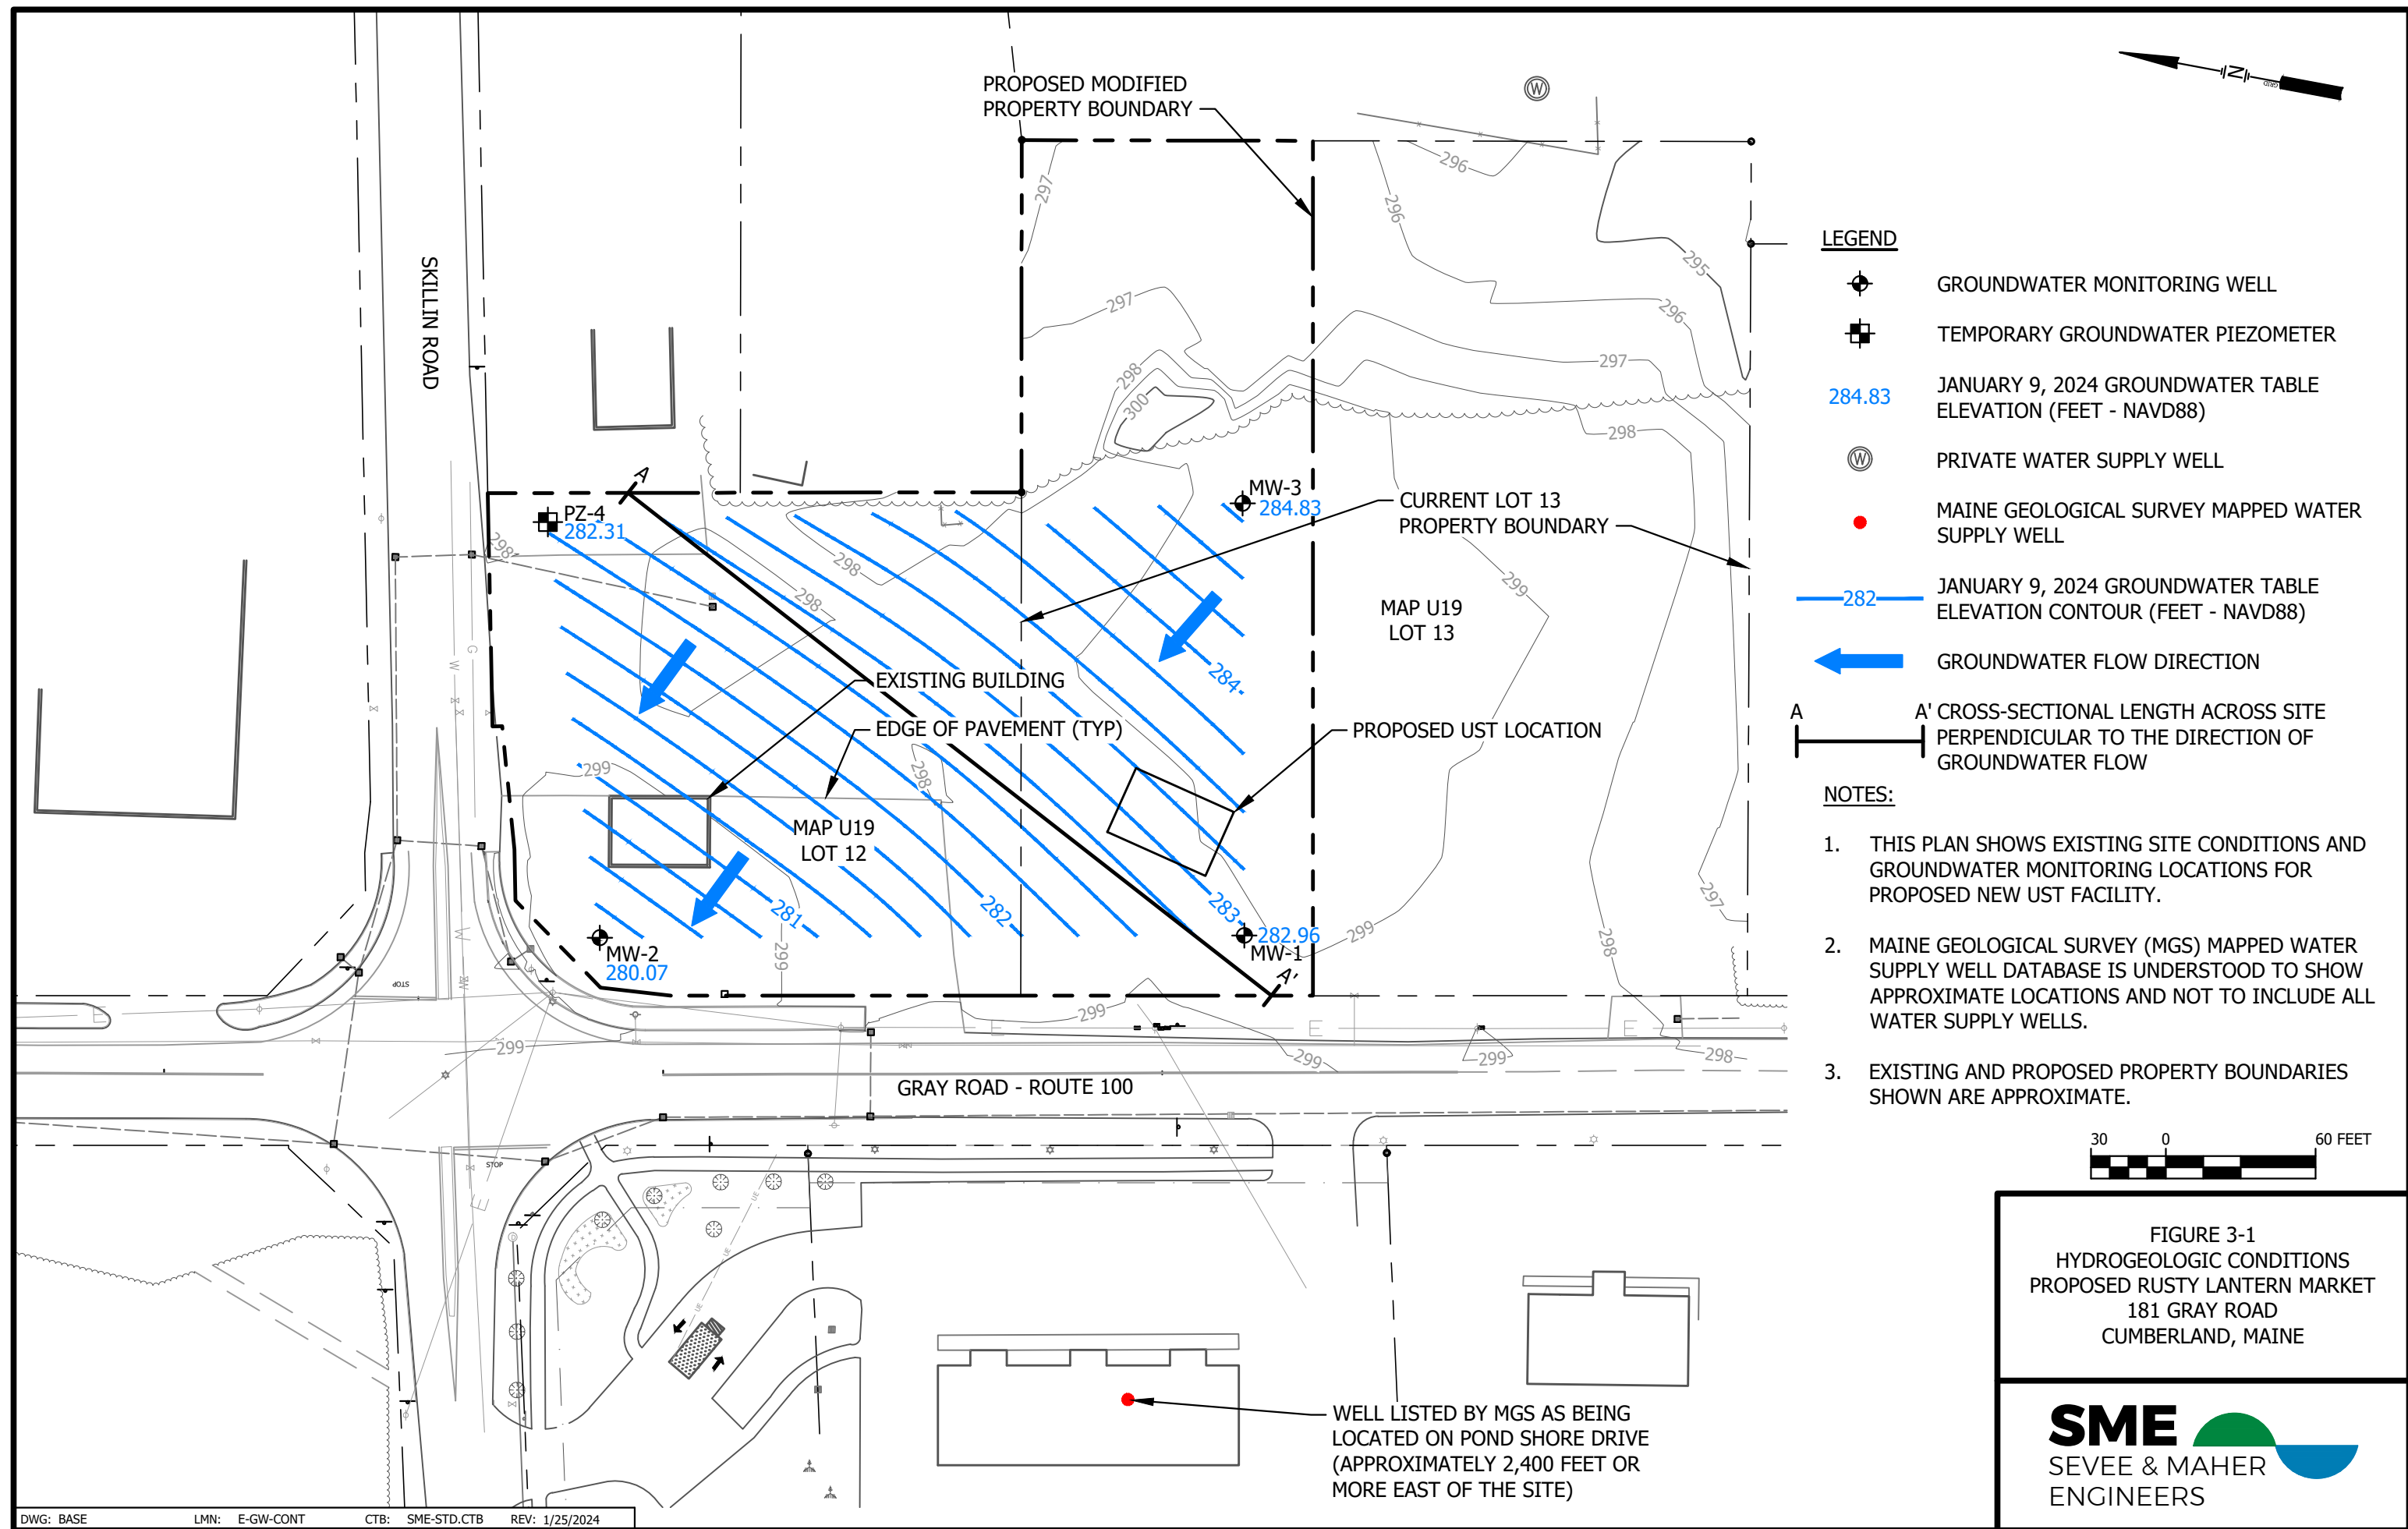 PROPOSED MODIFIED
PROPERTY BOUNDARY
W
N
GRID
297
296
296
295
SKILLIN ROAD
297
296
297
298
300
298
A
PZ-4
282.31
MW-3
284.83
CURRENT LOT 13
PROPERTY BOUNDARY
298
298
298
299
MAP U19
LOT 13
G
W
EXISTING BUILDING
284
EDGE OF PAVEMENT (TYP)
PROPOSED UST LOCATION
299
298
MAP U19
LOT 12
281
282
283
297
299
299
298
MW-2
280.07
282.96
MW-1
A'
W
W
STOP
E
E
E
E
299
299
299
299
298
GRAY ROAD - ROUTE 100
STOP
E
UE
UE
UE
WELL LISTED BY MGS AS BEING
LOCATED ON POND SHORE DRIVE
(APPROXIMATELY 2,400 FEET OR
MORE EAST OF THE SITE)
LEGEND
GROUNDWATER MONITORING WELL
TEMPORARY GROUNDWATER PIEZOMETER
284.83
JANUARY 9, 2024 GROUNDWATER TABLE
ELEVATION (FEET - NAVD88)
W
PRIVATE WATER SUPPLY WELL
MAINE GEOLOGICAL SURVEY MAPPED WATER
SUPPLY WELL
282
JANUARY 9, 2024 GROUNDWATER TABLE
ELEVATION CONTOUR (FEET - NAVD88)
GROUNDWATER FLOW DIRECTION
A A' CROSS-SECTIONAL LENGTH ACROSS SITE
PERPENDICULAR TO THE DIRECTION OF
GROUNDWATER FLOW
NOTES:
1. THIS PLAN SHOWS EXISTING SITE CONDITIONS AND
GROUNDWATER MONITORING LOCATIONS FOR
PROPOSED NEW UST FACILITY.
2. MAINE GEOLOGICAL SURVEY (MGS) MAPPED WATER
SUPPLY WELL DATABASE IS UNDERSTOOD TO SHOW
APPROXIMATE LOCATIONS AND NOT TO INCLUDE ALL
WATER SUPPLY WELLS.
3. EXISTING AND PROPOSED PROPERTY BOUNDARIES
SHOWN ARE APPROXIMATE.
30 0 60 FEET
FIGURE 3-1
HYDROGEOLOGIC CONDITIONS
PROPOSED RUSTY LANTERN MARKET
181 GRAY ROAD
CUMBERLAND, MAINE
SME
SEVEE & MAHER
ENGINEERS
DWG: BASE LMN: E-GW-CONT CTB: SME-STD.CTB REV: 1/25/2024